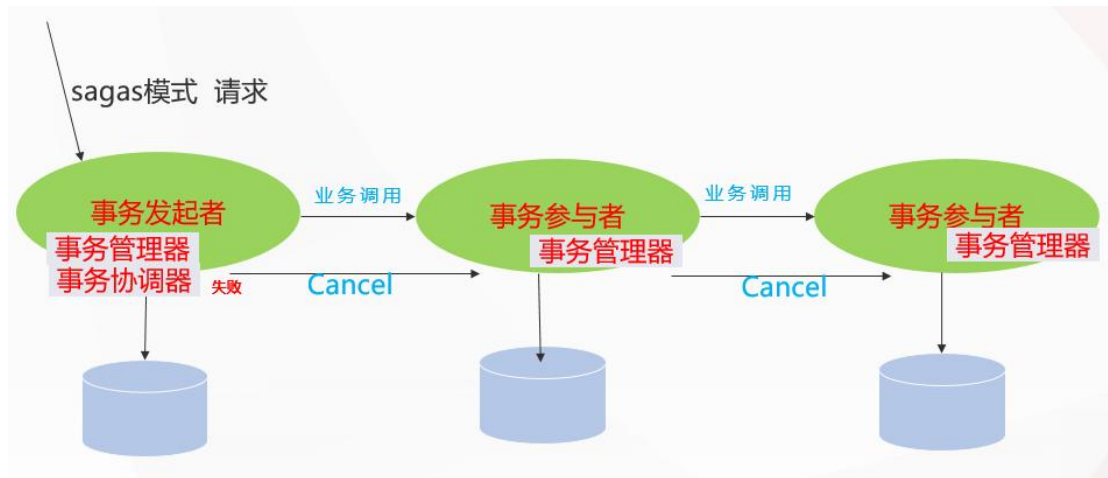 sagas模式 请求
事务发起者
事务管理器
事务协调器
失败
业务调用
Cancel
事务参与者
事务管理器
业务调用
Cancel
事务参与者
事务管理器